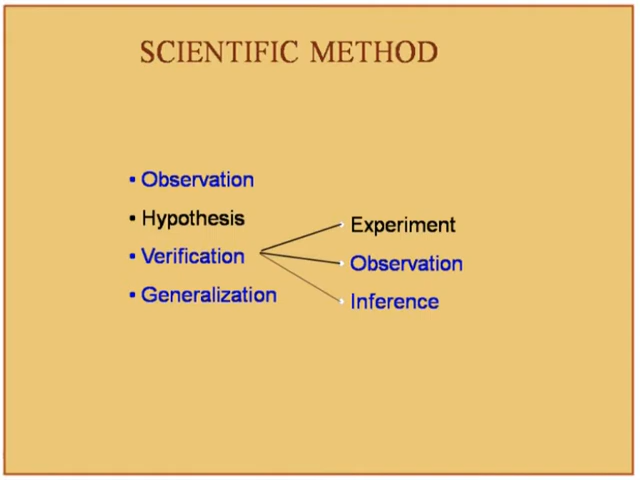 SCIENTIFIC METHOD
• Observation
• Hypothesis
• Verification
• Generalization
Experiment
Observation
Inference